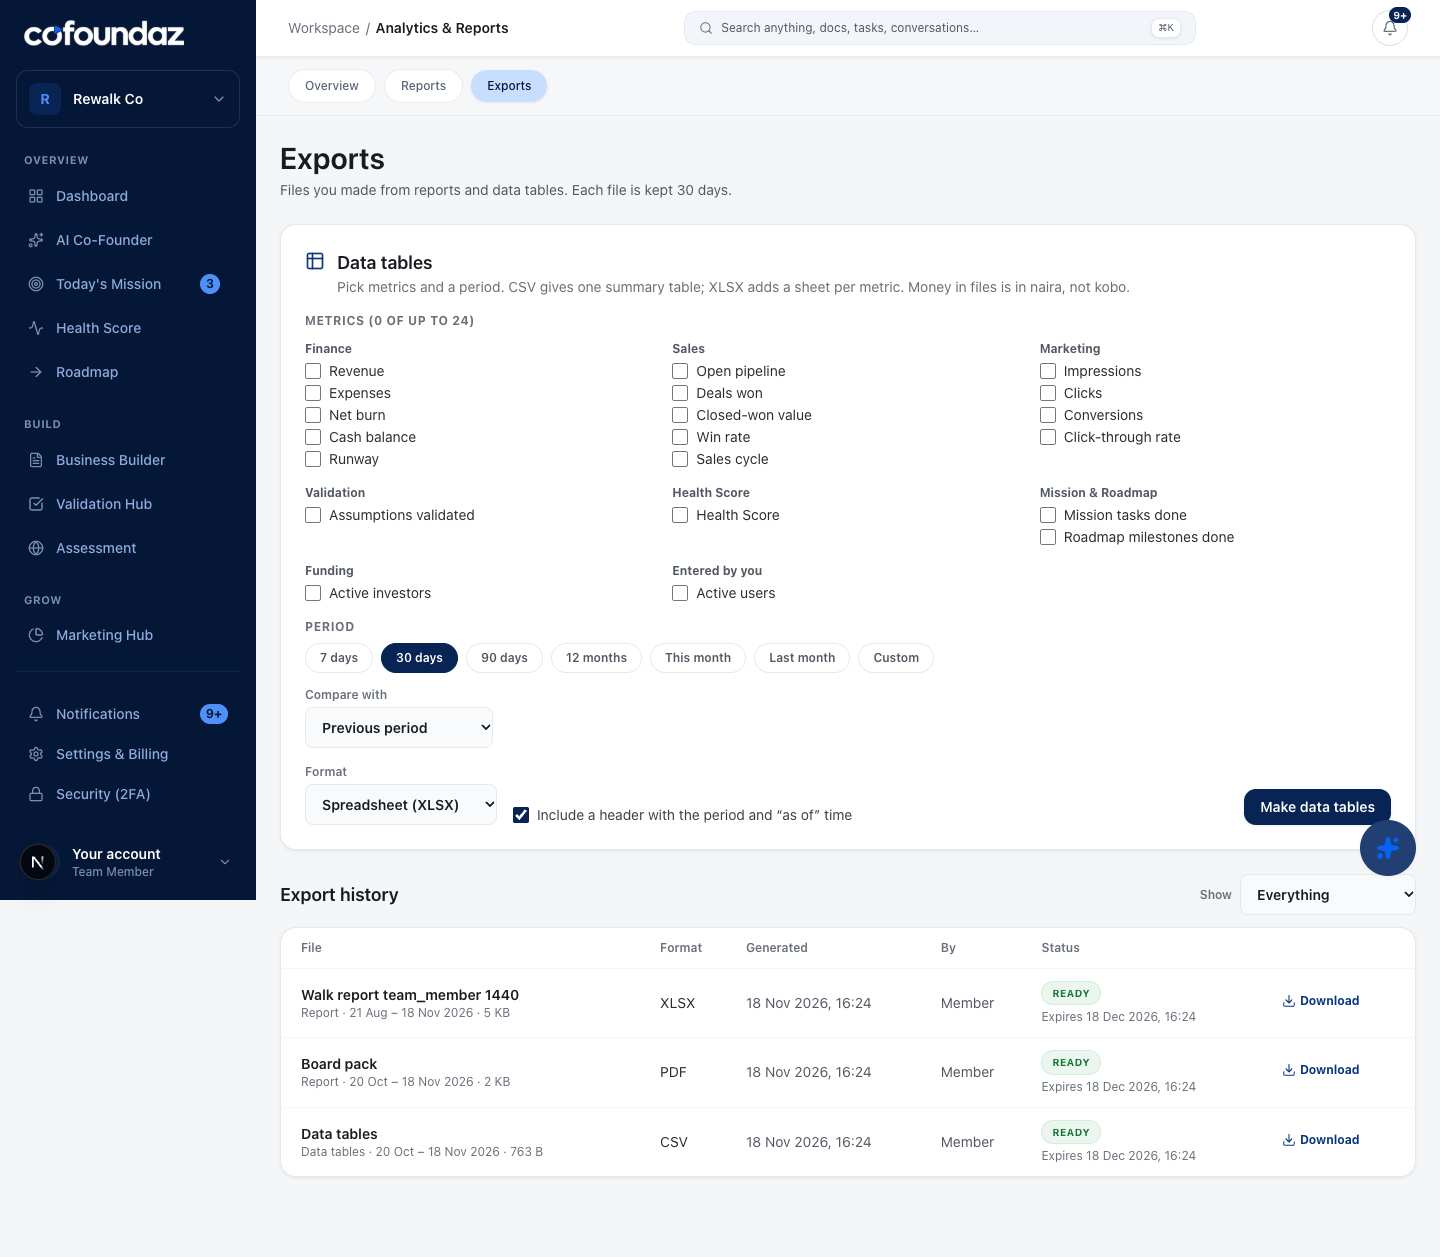 cofoundaz
R
Rewalk Co
OVERVIEW
Dashboard
AI Co-Founder
Today's Mission
3
Health Score
Roadmap
BUILD
Business Builder
Validation Hub
Assessment
GROW
Marketing Hub
Notifications
9+
Settings & Billing
Security (2FA)
N
Your account
Team Member
Workspace / Analytics & Reports
Search anything, docs, tasks, conversations...
⌘K
9+
Overview
Reports
Exports
Exports
Files you made from reports and data tables. Each file is kept 30 days.
Data tables
Pick metrics and a period. CSV gives one summary table; XLSX adds a sheet per metric. Money in files is in naira, not kobo.
METRICS (0 OF UP TO 24)
Finance
Revenue
Expenses
Net burn
Cash balance
Runway
Sales
Open pipeline
Deals won
Closed-won value
Win rate
Sales cycle
Marketing
Impressions
Clicks
Conversions
Click-through rate
Validation
Assumptions validated
Health Score
Health Score
Mission & Roadmap
Mission tasks done
Roadmap milestones done
Funding
Active investors
Entered by you
Active users
PERIOD
7 days
30 days
90 days
12 months
This month
Last month
Custom
Compare with
Previous period
Format
Spreadsheet (XLSX)
Include a header with the period and “as of” time
Make data tables
Export history
Show
Everything
File Format Generated By Status
Walk report team_member 1440
Report · 21 Aug – 18 Nov 2026 · 5 KB
XLSX
18 Nov 2026, 16:24
Member
READY
Expires 18 Dec 2026, 16:24
Download
Board pack
Report · 20 Oct – 18 Nov 2026 · 2 KB
PDF
18 Nov 2026, 16:24
Member
READY
Expires 18 Dec 2026, 16:24
Download
Data tables
Data tables · 20 Oct – 18 Nov 2026 · 763 B
CSV
18 Nov 2026, 16:24
Member
READY
Expires 18 Dec 2026, 16:24
Download